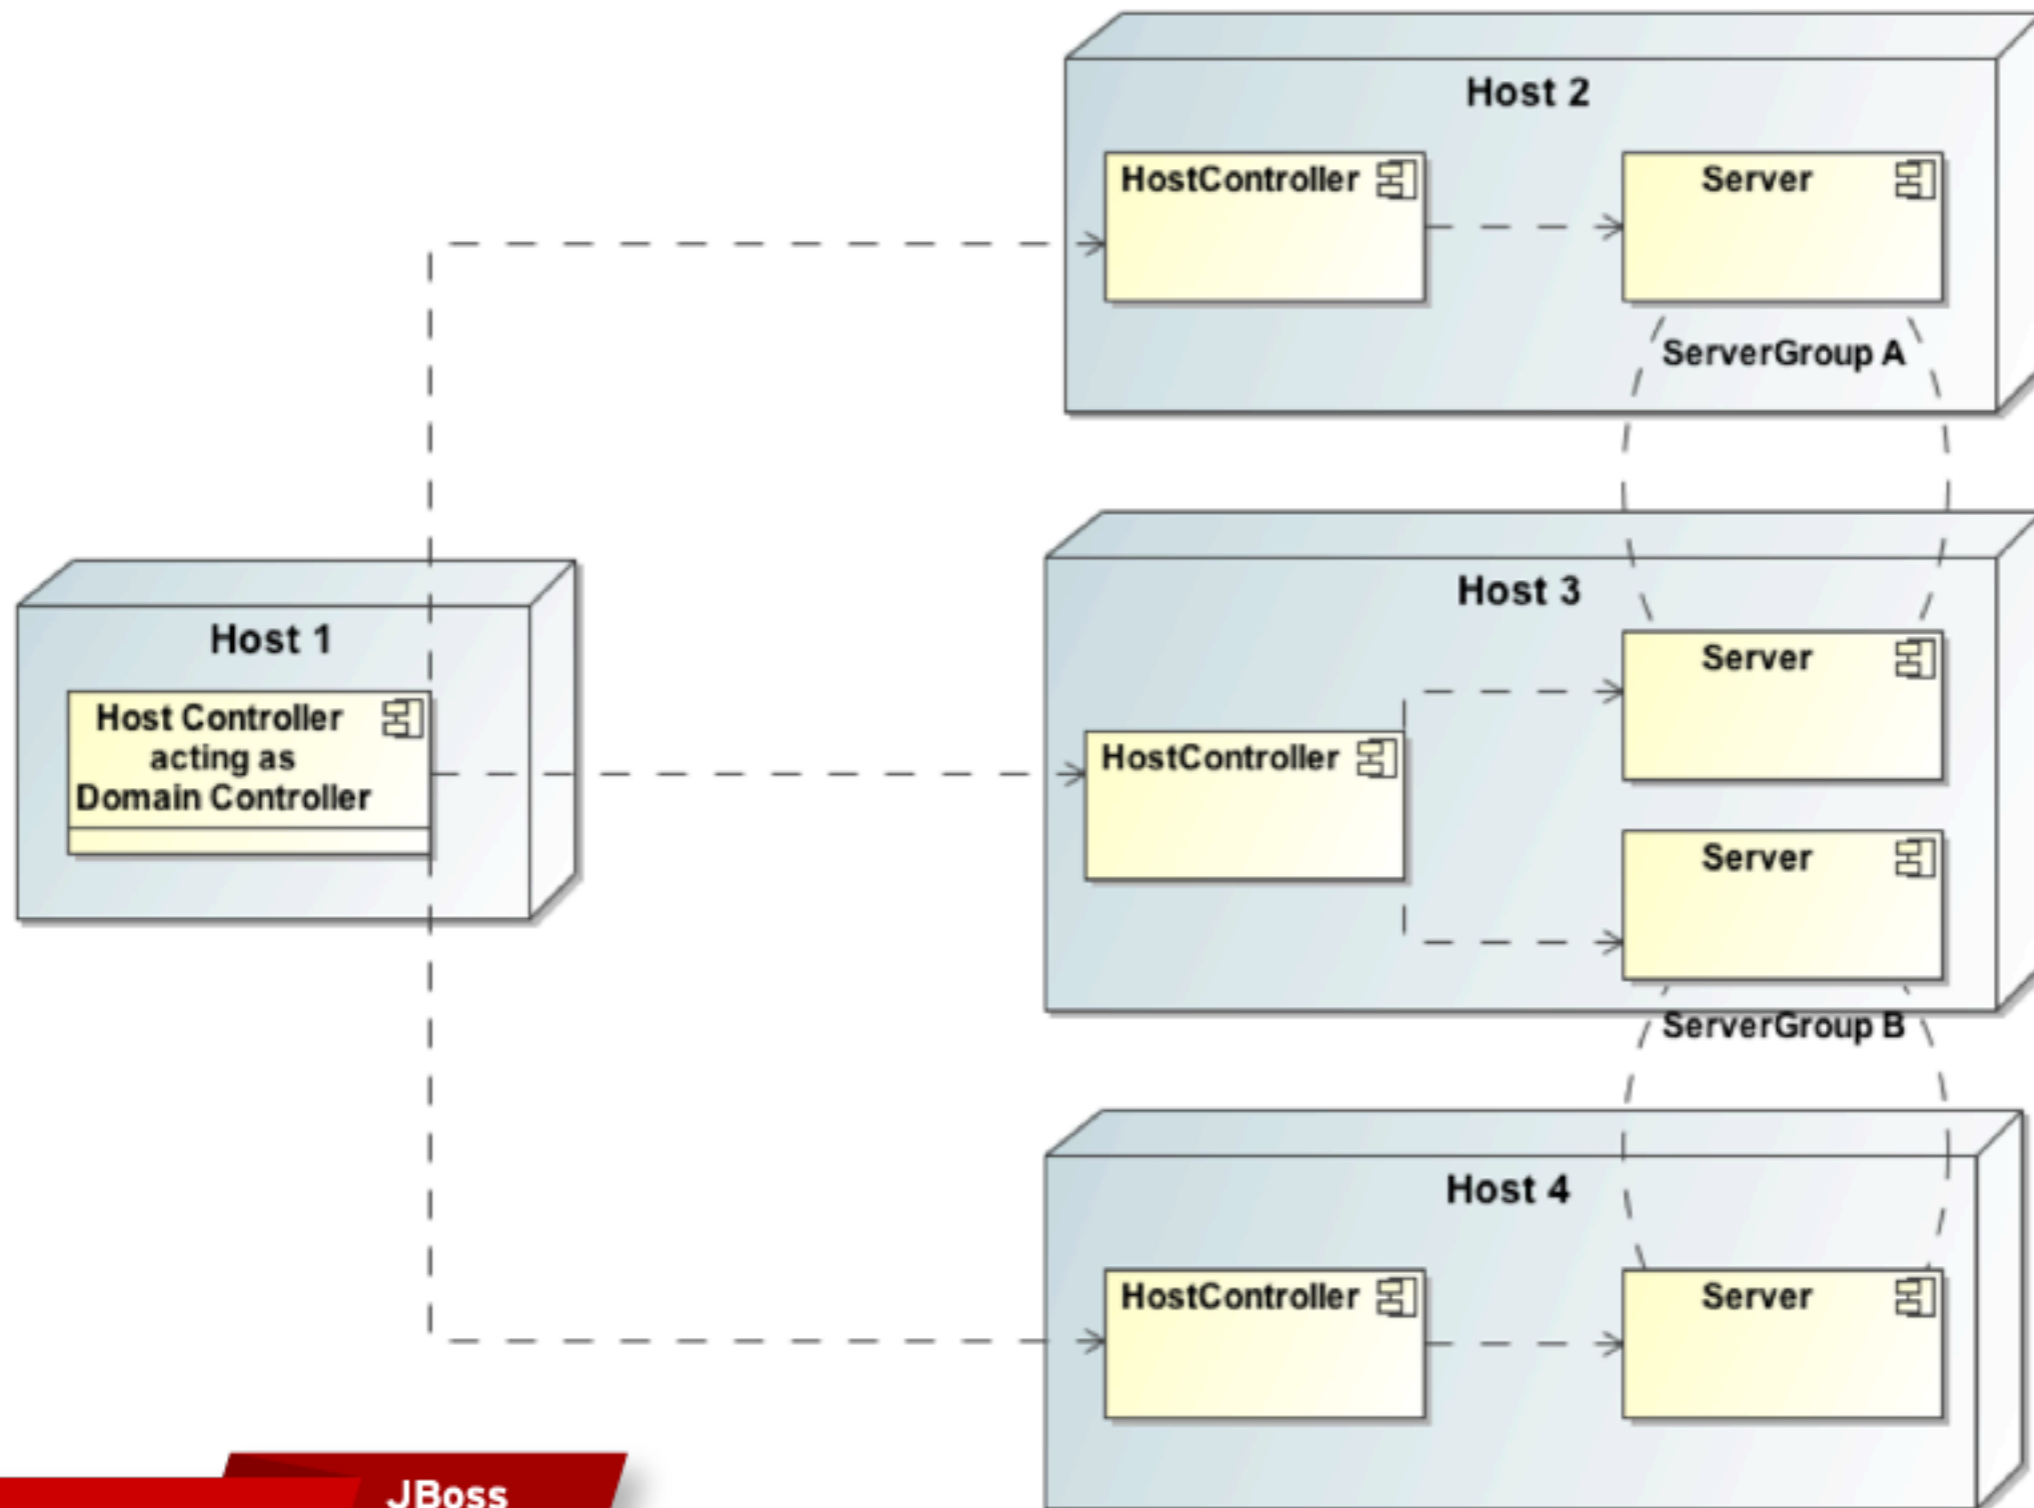 Host 2
HostController
Server
ServerGroup A
Host 1
Host Controller
acting as
Domain Controller
Host 3
Server
HostController
Server
ServerGroup B
Host 4
HostController
Server
JBoss